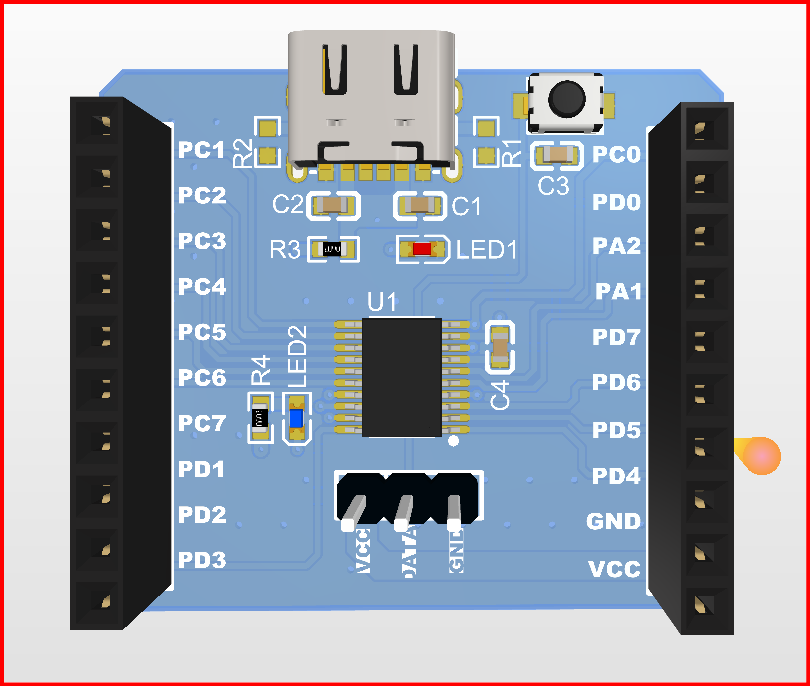 R2
R1
PC1
PC0
C3
PC2
C2
C1
PD0
PC3
R3
LED1
PA2
PC4
U1
PA1
PC5
PD7
R4
LED2
C4
PC6
PD6
PC7
PD5
PD1
PD4
PD2
GND
PD3
VCC
DATA
GND
VCC